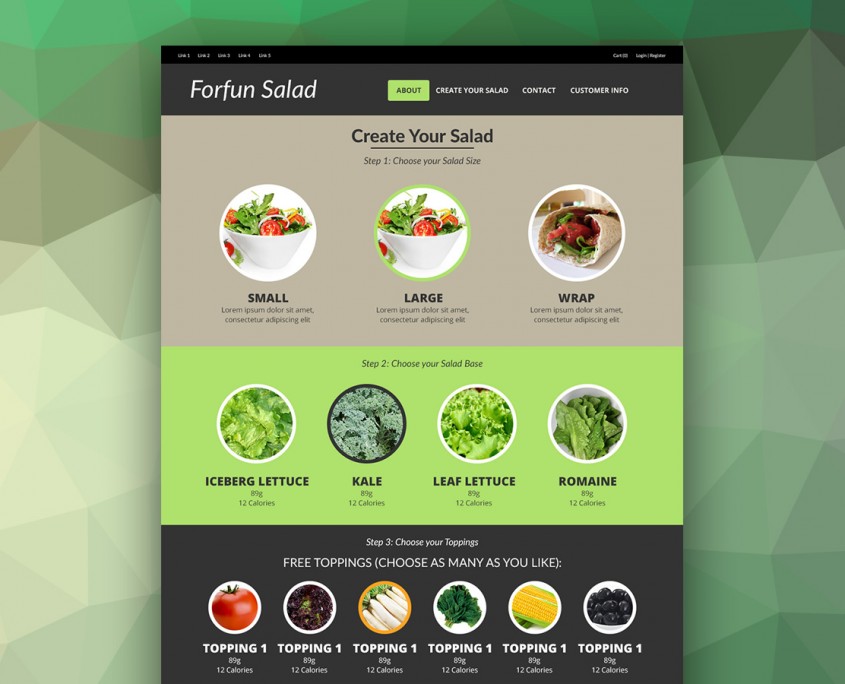 Link 1 Link 2 Link 3 Link 4 Link 5 Cart (0) Login | Register
Forfun Salad
ABOUT CREATE YOUR SALAD CONTACT CUSTOMER INFO
Create Your Salad
Step 1: Choose your Salad Size
SMALL LARGE WRAP
Lorem ipsum dolor sit amet, Lorem ipsum dolor sit amet, Lorem ipsum dolor sit amet,
consectetur adipiscing elit consectetur adipiscing elit consectetur adipiscing elit
Step 2: Choose your Salad Base
ICEBERG LETTUCE KALE LEAF LETTUCE ROMAINE
89g 89g 89g 89g
12 Calories 12 Calories 12 Calories 12 Calories
Step 3: Choose your Toppings
FREE TOPPINGS (CHOOSE AS MANY AS YOU LIKE):
TOPPING 1 TOPPING 1 TOPPING 1 TOPPING 1 TOPPING 1 TOPPING 1
89g 89g 89g 89g 89g 89g
12 Calories 12 Calories 12 Calories 12 Calories 12 Calories 12 Calories